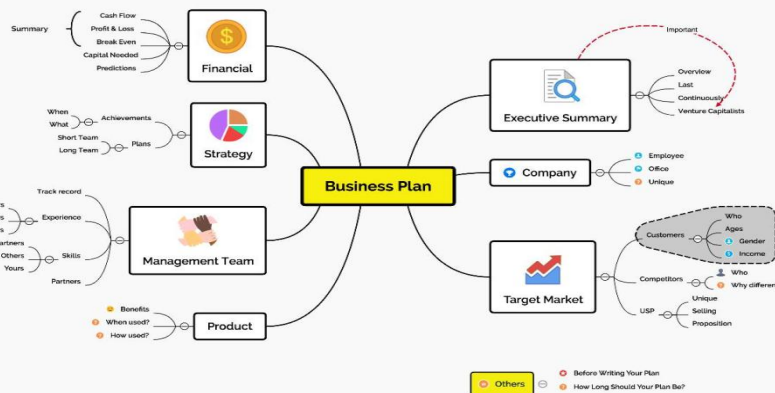 Summary
Cash Flow
Profit & Loss
Break Even
Capital Needed
Predictions
Financial
When
What
Achievements
Short Team
Long Team
Plans
Strategy
Track record
Experience
Others
Yours
Skills
Partners
Management Team
Benefits
When used?
How used?
Product
Business Plan
Important
Executive Summary
Overview
Last
Continuously
Venture Capitalists
Company
Employee
Office
Unique
Target Market
Customers
Who
Ages
Gender
Income
Competitors
Who
Why differen
USP
Unique
Selling
Proposition
Others
Before Writing Your Plan
How Long Should Your Plan Be?